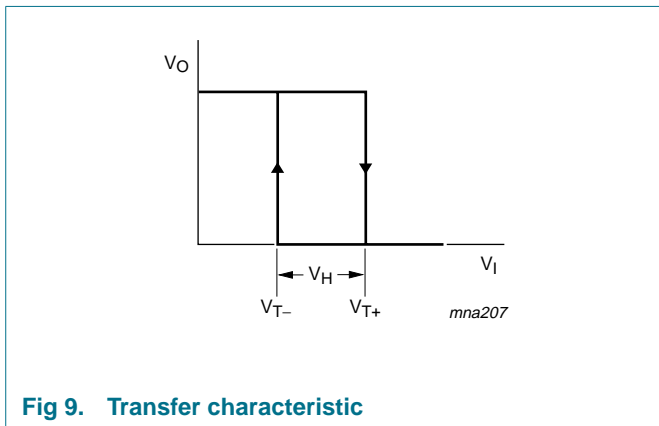 VO
VH
VI
VT−
VT+
mna207
Fig 9. Transfer characteristic